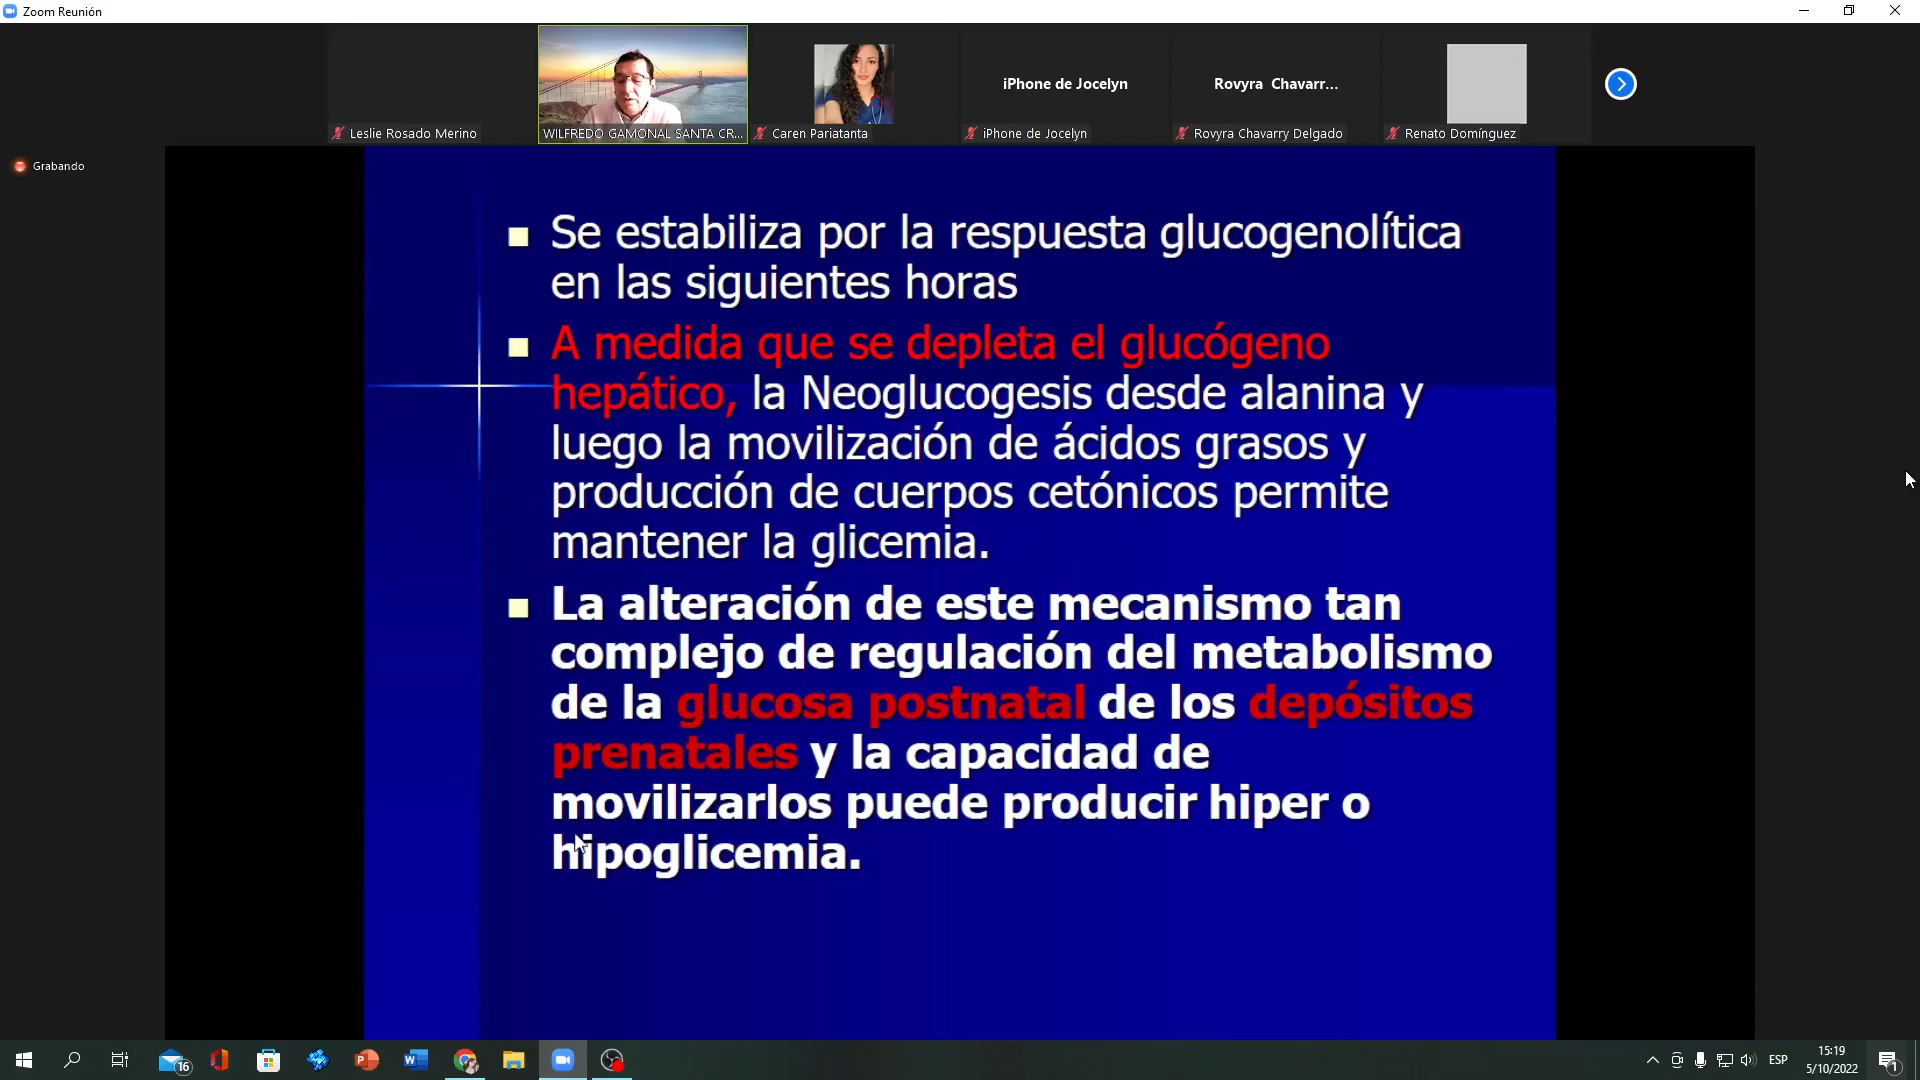 Zoom Reunión
iPhone de Jocelyn
Rovyra Chavarr...
Leslie Rosado Merino
WILFREDO GAMONAL SANTA CR...
Caren Pariatanta
iPhone de Jocelyn
Rovyra Chavarry Delgado
Renato Domínguez
Grabando
Se estabiliza por la respuesta glucogenolítica
en las siguientes horas
A medida que se depleta el glucógeno
hepático, la Neoglucogesis desde alanina y
luego la movilización de ácidos grasos y
producción de cuerpos cetónicos permite
mantener la glicemia.
La alteración de este mecanismo tan
complejo de regulación del metabolismo
de la glucosa postnatal de los depósitos
prenatales y la capacidad de
movilizarlos puede producir hiper o
hipoglicemia.
16
ESP
15:19
5/10/2022
1